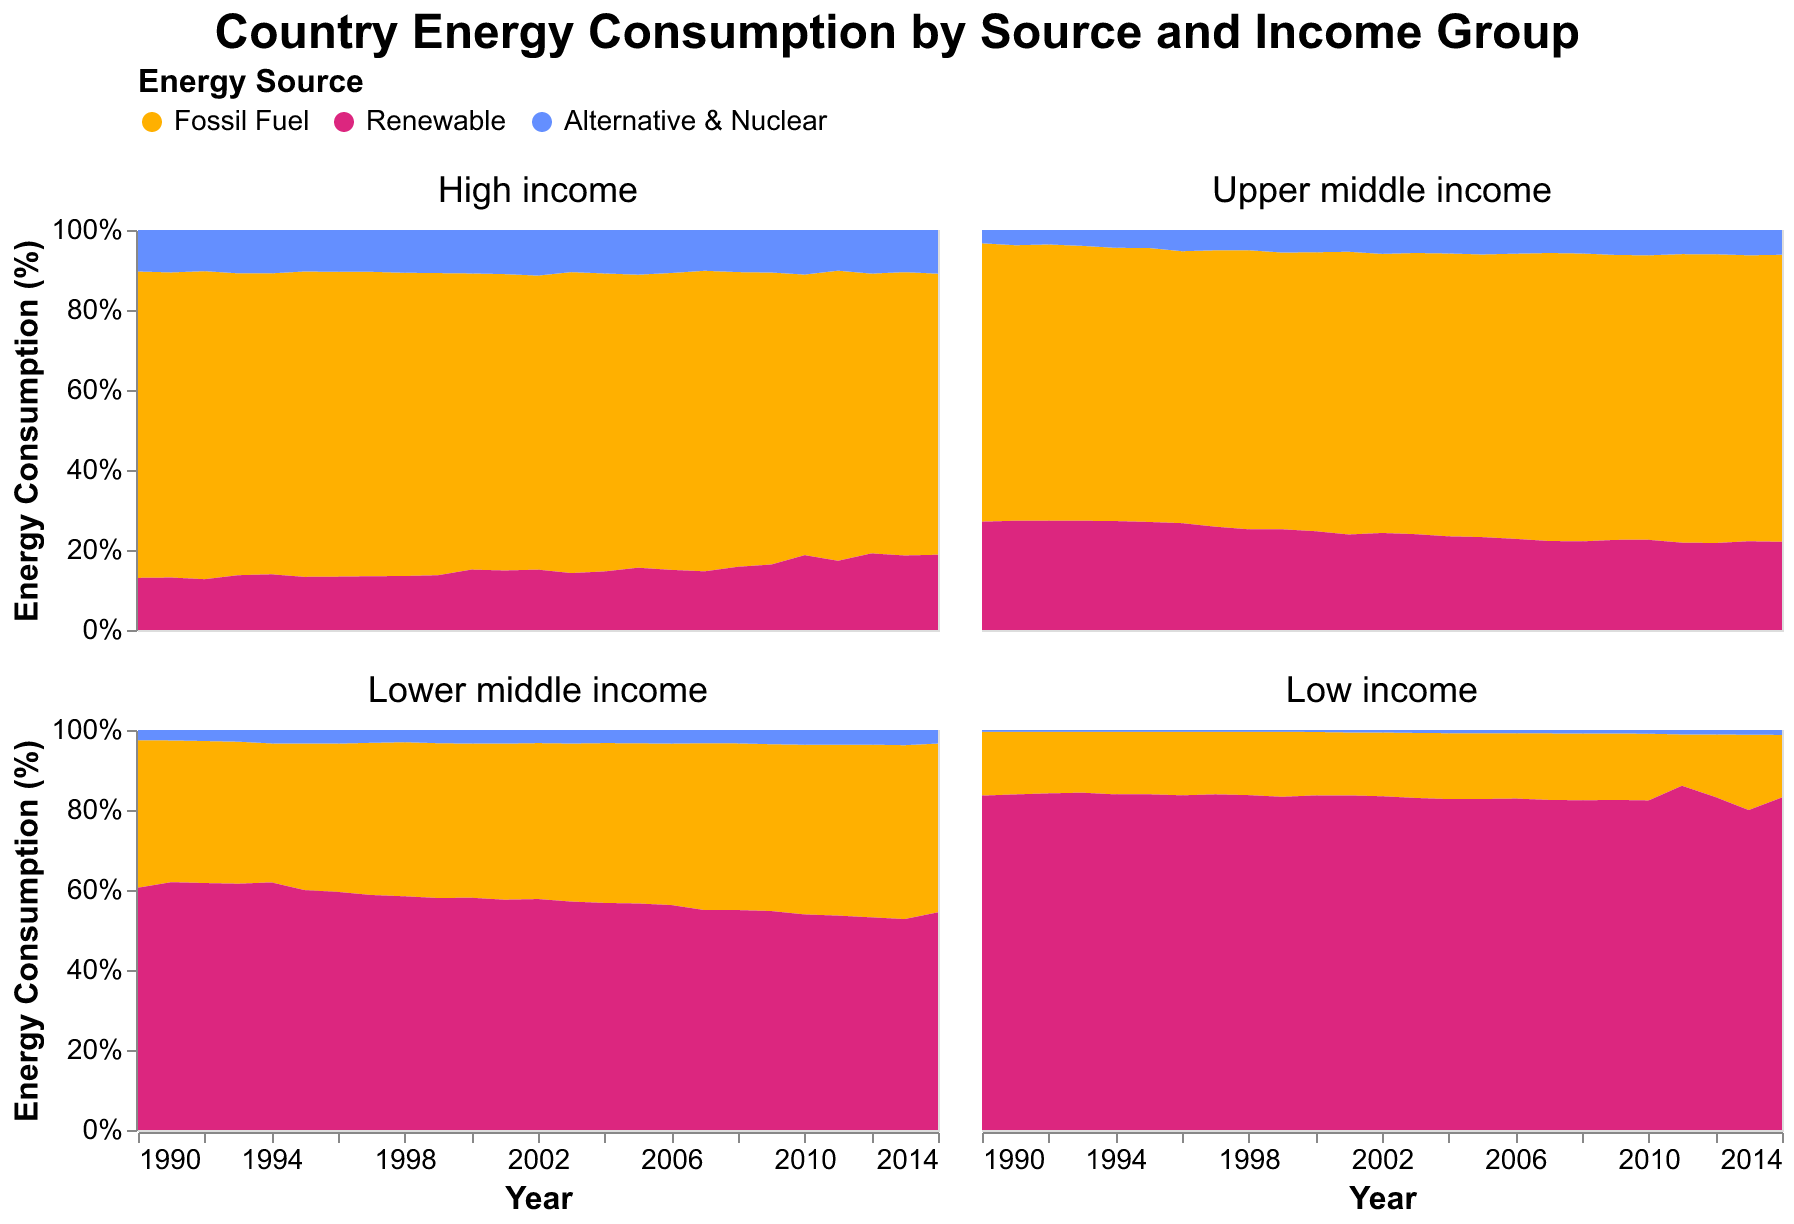 Country Energy Consumption by Source and Income Group
Energy Source
Fossil Fuel Renewable Alternative & Nuclear
High income
Upper middle income
Energy Consumption (%)
100%
80%
60%
40%
20%
0%
Lower middle income
Low income
Energy Consumption (%)
100%
80%
60%
40%
20%
0%
1990 1994 1998 2002 2006 2010 2014
Year
1990 1994 1998 2002 2006 2010 2014
Year